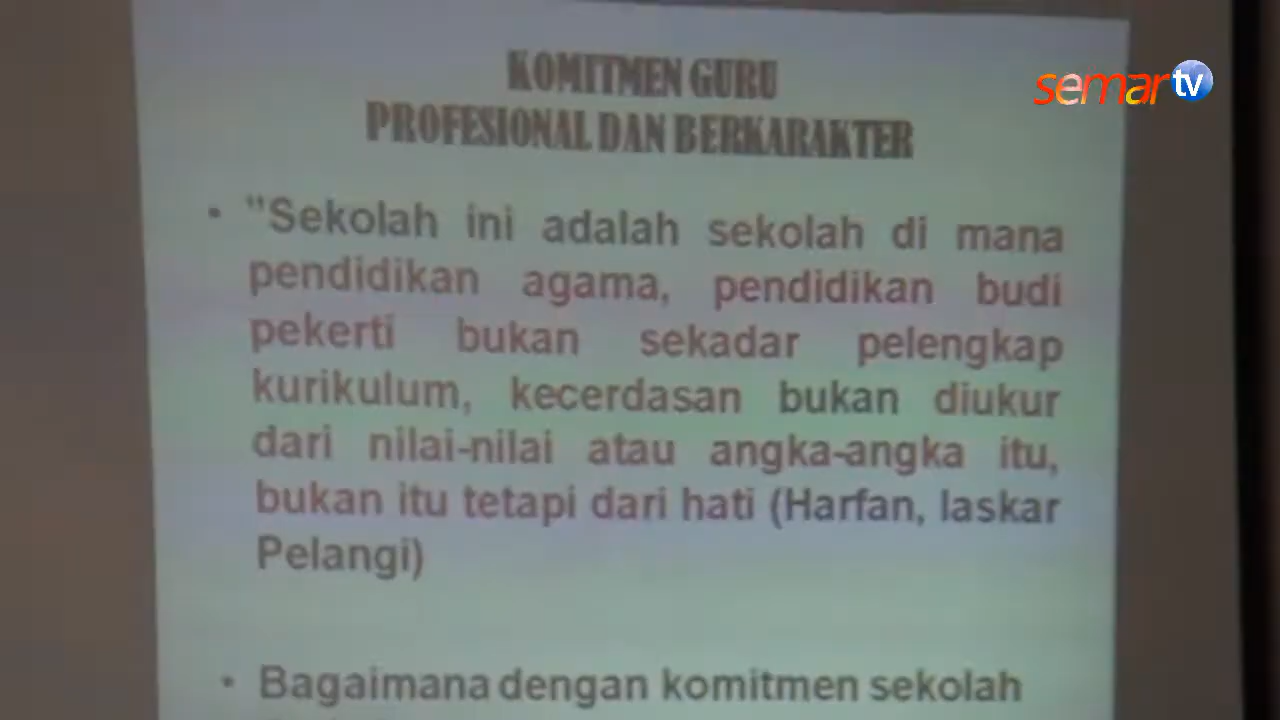 KOMITMEN GURU
PROFESIONAL DAN BERKARAKTER
semar tv
• "Sekolah ini adalah sekolah di mana
pendidikan agama, pendidikan budi
pekerti bukan sekadar pelengkap
kurikulum, kecerdasan bukan diukur
dari nilai-nilai atau angka-angka itu,
bukan itu tetapi dari hati (Harfan, laskar
Pelangi)
• Bagaimana dengan komitmen sekolah